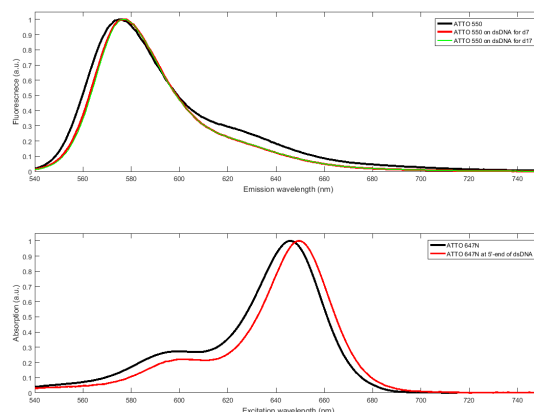 1
0.9
0.8
0.7
0.6
0.5
0.4
0.3
0.2
0.1
0
Fluorescnece (a.u.)
ATTO 550
ATTO 550 on dsDNA for d7
ATTO 550 on dsDNA for d17
540 560 580 600 620 640 660 680 700 720 740
Emission wavelength (nm)
1
0.9
0.8
0.7
0.6
0.5
0.4
0.3
0.2
0.1
0
Absorption (a.u.)
ATTO 647N
ATTO 647N at 5'-end of dsDNA
540 560 580 600 620 640 660 680 700 720 740
Excitation wavelength (nm)